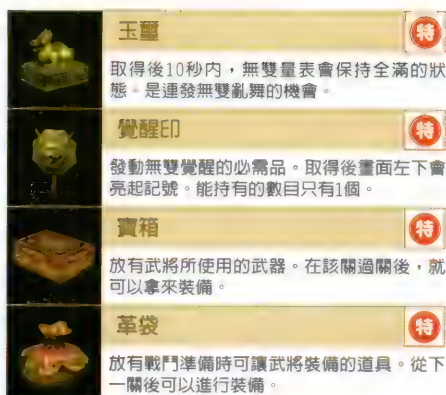 玉璽
特
取得後10秒內，無雙量表會保持全滿的狀
態。是連發無雙亂舞的機會。
覺醒印
特
發動無雙覺醒的必需品。取得後畫面左下會
亮起記號。能持有的數目只有1個。
寶箱
特
放有武將所使用的武器。在該關過關後，就
可以拿來裝備。
革袋
特
放有戰鬥準備時可讓武將裝備的道具。從下
一關後可以進行裝備。